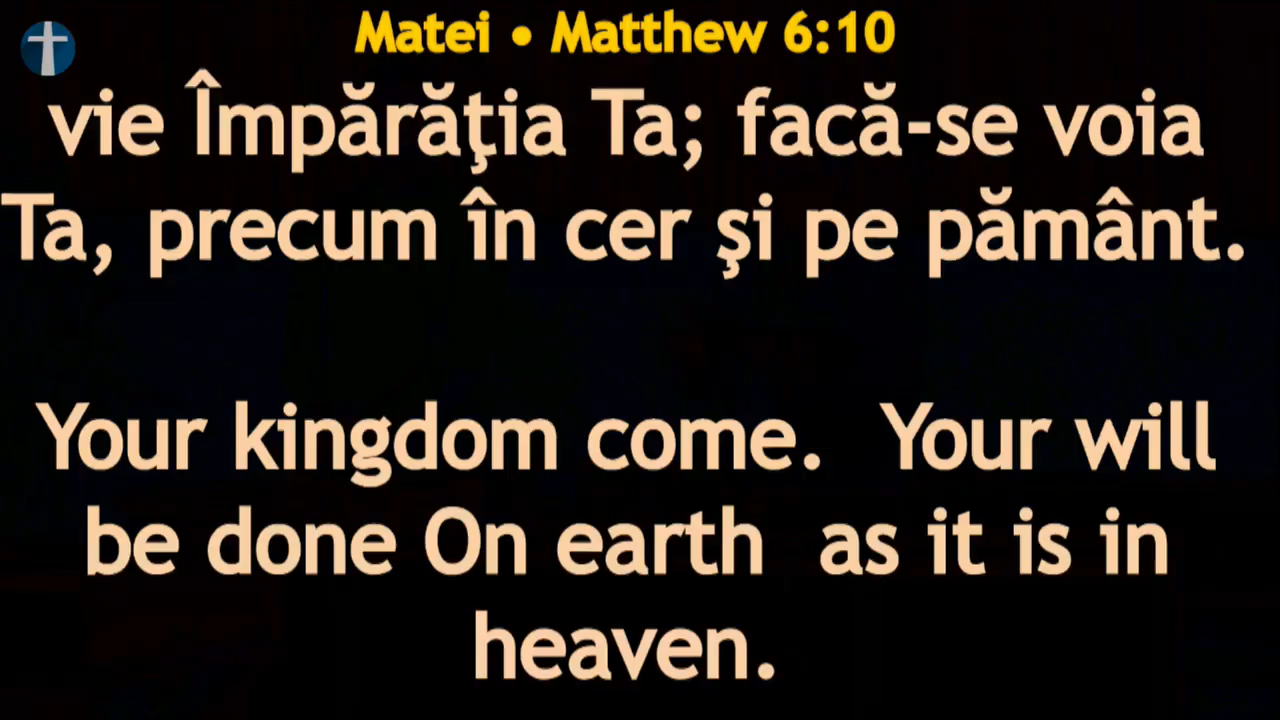 Matei • Matthew 6:10
vie Împărăţia Ta; facă-se voia
Ta, precum în cer şi pe pământ.
Your kingdom come.  Your will
be done On earth  as it is in
heaven.